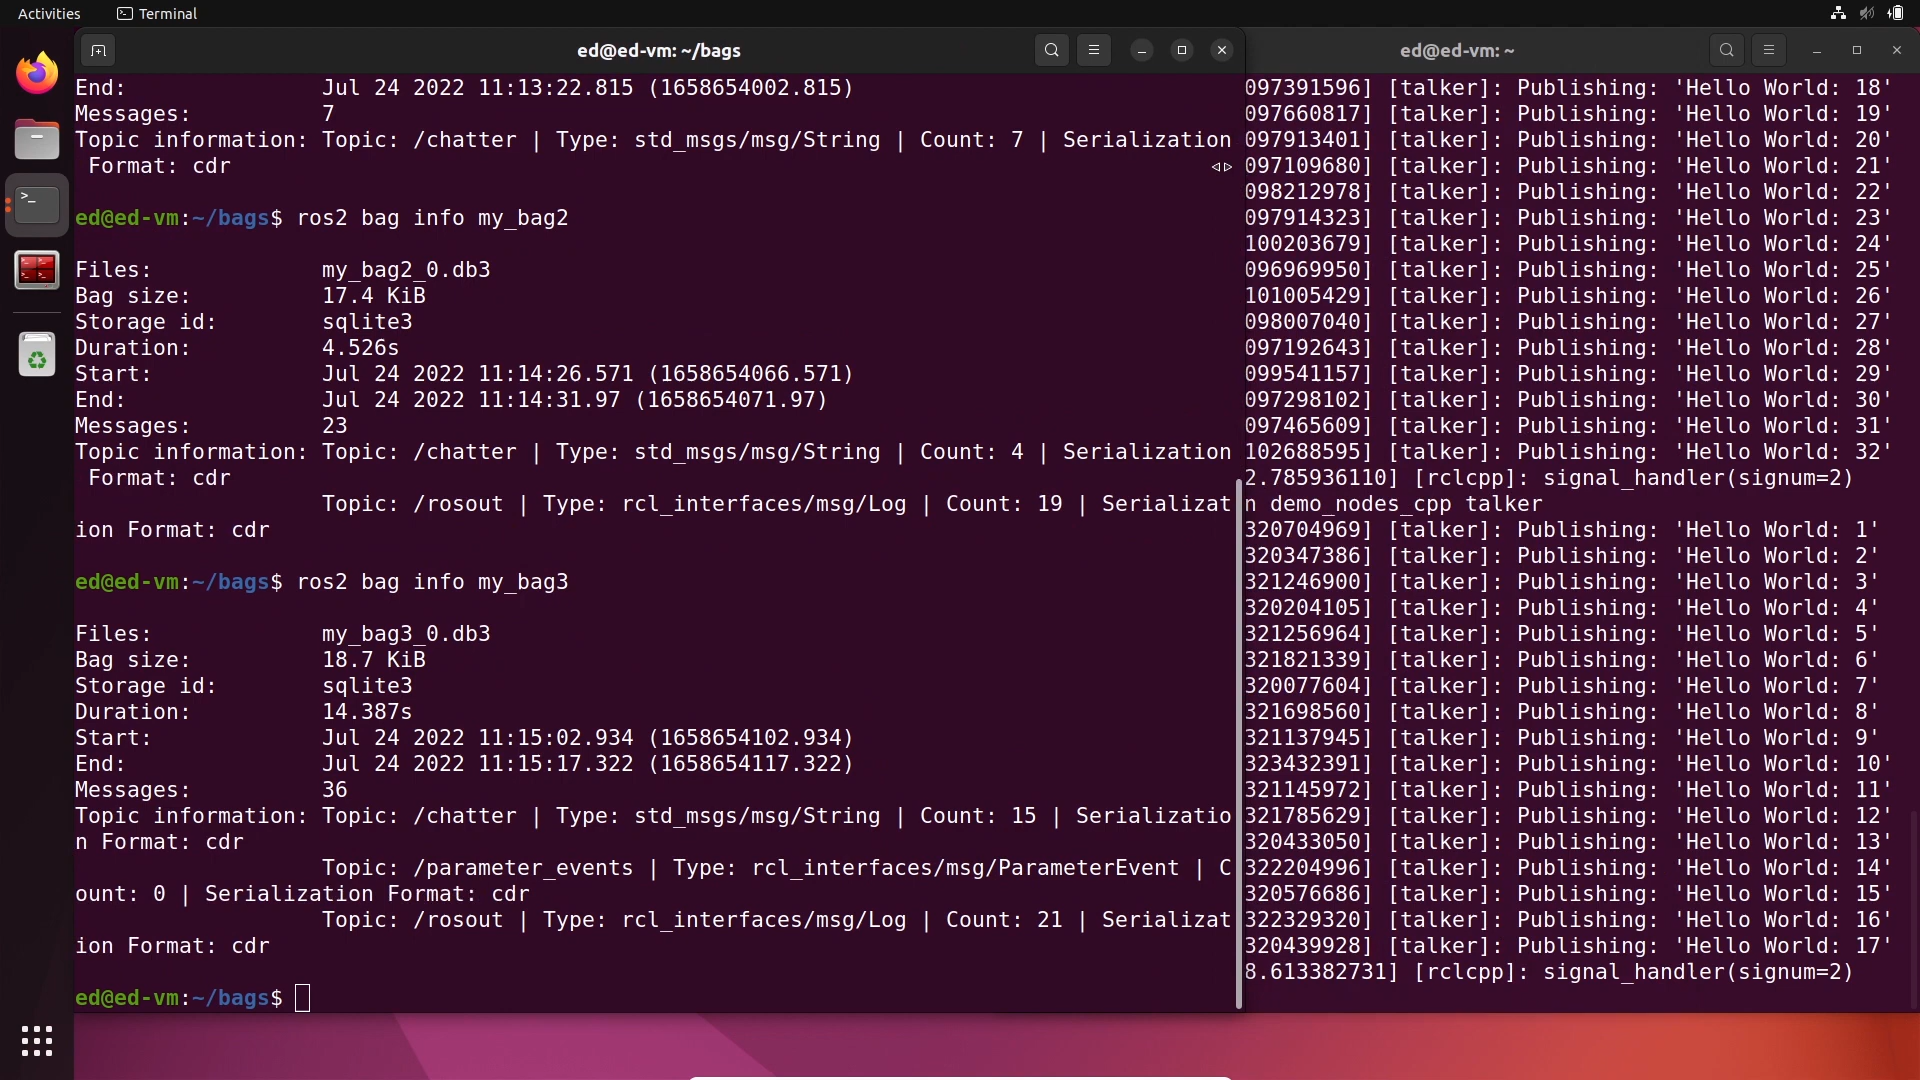 Activities
Terminal
ed@ed-vm: ~/bags
End:                Jul 24 2022 11:13:22.815 (1658654002.815)
Messages:           7
Topic information: Topic: /chatter | Type: std_msgs/msg/String | Count: 7 | Serialization
 Format: cdr
ed@ed-vm:~/bags$ ros2 bag info my_bag2
Files:             my_bag2_0.db3
Bag size:          17.4 KiB
Storage id:        sqlite3
Duration:          4.526s
Start:             Jul 24 2022 11:14:26.571 (1658654066.571)
End:               Jul 24 2022 11:14:31.97 (1658654071.97)
Messages:          23
Topic information: Topic: /chatter | Type: std_msgs/msg/String | Count: 4 | Serialization
 Format: cdr
                   Topic: /rosout | Type: rcl_interfaces/msg/Log | Count: 19 | Serializat
ion Format: cdr
ed@ed-vm:~/bags$ ros2 bag info my_bag3
Files:             my_bag3_0.db3
Bag size:          18.7 KiB
Storage id:        sqlite3
Duration:          14.387s
Start:             Jul 24 2022 11:15:02.934 (1658654102.934)
End:               Jul 24 2022 11:15:17.322 (1658654117.322)
Messages:          36
Topic information: Topic: /chatter | Type: std_msgs/msg/String | Count: 15 | Serializatio
n Format: cdr
                   Topic: /parameter_events | Type: rcl_interfaces/msg/ParameterEvent | C
ount: 0 | Serialization Format: cdr
                   Topic: /rosout | Type: rcl_interfaces/msg/Log | Count: 21 | Serializat
ion Format: cdr
ed@ed-vm:~/bags$
ed@ed-vm: ~
097391596] [talker]: Publishing: 'Hello World: 18'
097660817] [talker]: Publishing: 'Hello World: 19'
097913401] [talker]: Publishing: 'Hello World: 20'
097109680] [talker]: Publishing: 'Hello World: 21'
098212978] [talker]: Publishing: 'Hello World: 22'
097914323] [talker]: Publishing: 'Hello World: 23'
100203679] [talker]: Publishing: 'Hello World: 24'
096969950] [talker]: Publishing: 'Hello World: 25'
101005429] [talker]: Publishing: 'Hello World: 26'
098007040] [talker]: Publishing: 'Hello World: 27'
097192643] [talker]: Publishing: 'Hello World: 28'
099541157] [talker]: Publishing: 'Hello World: 29'
097298102] [talker]: Publishing: 'Hello World: 30'
097465609] [talker]: Publishing: 'Hello World: 31'
102688595] [talker]: Publishing: 'Hello World: 32'
2.785936110] [rclcpp]: signal_handler(signum=2)
n demo_nodes_cpp talker
320704969] [talker]: Publishing: 'Hello World: 1'
320347386] [talker]: Publishing: 'Hello World: 2'
321246900] [talker]: Publishing: 'Hello World: 3'
320204105] [talker]: Publishing: 'Hello World: 4'
321256964] [talker]: Publishing: 'Hello World: 5'
321821339] [talker]: Publishing: 'Hello World: 6'
320077604] [talker]: Publishing: 'Hello World: 7'
321698560] [talker]: Publishing: 'Hello World: 8'
321137945] [talker]: Publishing: 'Hello World: 9'
323432391] [talker]: Publishing: 'Hello World: 10'
321145972] [talker]: Publishing: 'Hello World: 11'
321785629] [talker]: Publishing: 'Hello World: 12'
320433050] [talker]: Publishing: 'Hello World: 13'
322204996] [talker]: Publishing: 'Hello World: 14'
320576686] [talker]: Publishing: 'Hello World: 15'
322329320] [talker]: Publishing: 'Hello World: 16'
320439928] [talker]: Publishing: 'Hello World: 17'
8.613382731] [rclcpp]: signal_handler(signum=2)